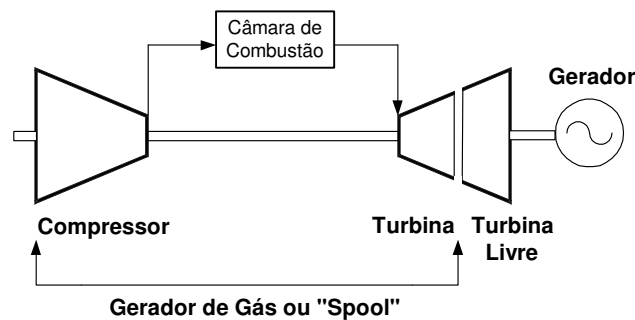 Câmara de
Combustão
Gerador
Compressor
Turbina
Turbina
Livre
Gerador de Gás ou "Spool"